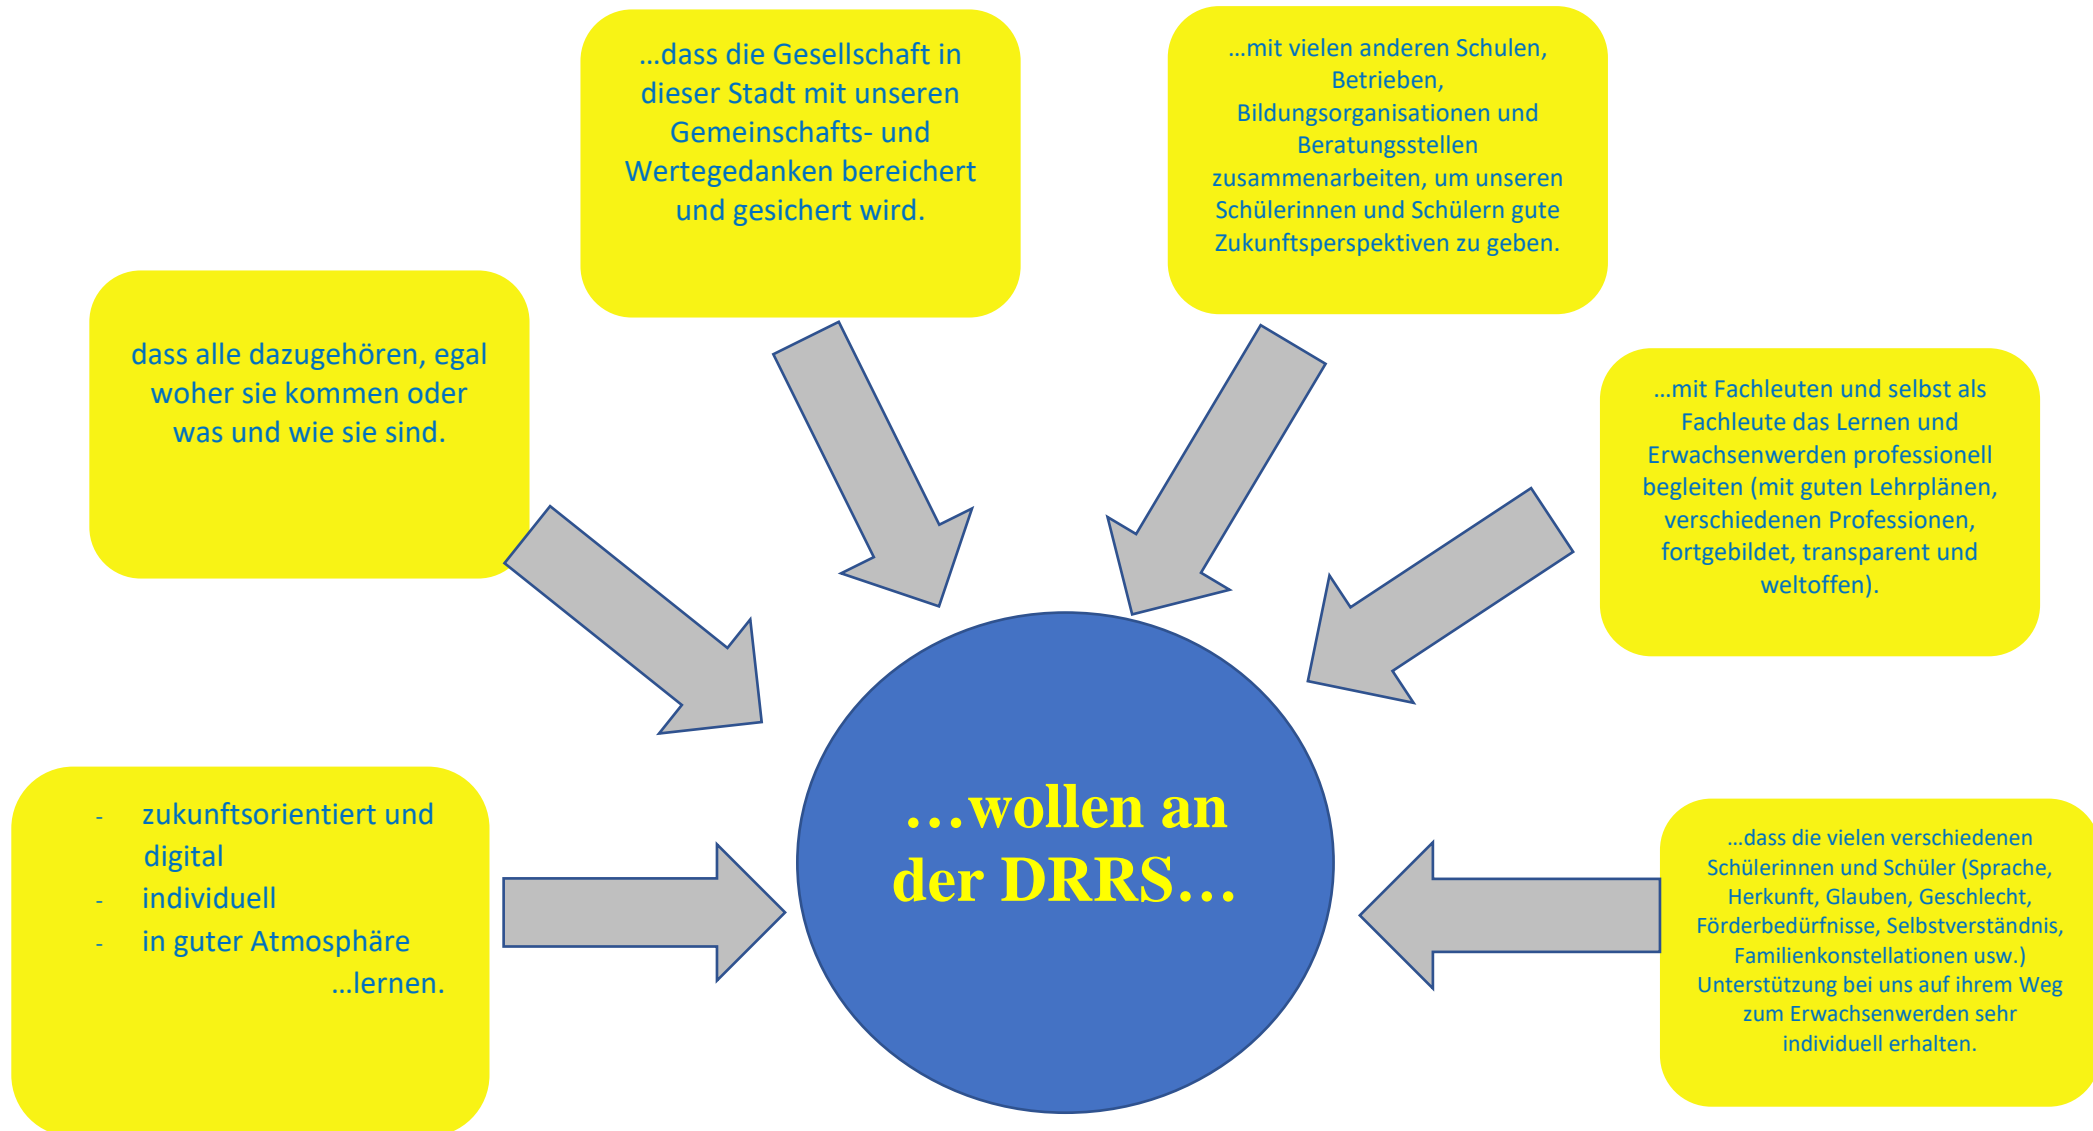 …dass die Gesellschaft in
dieser Stadt mit unseren
Gemeinschafts- und
Wertegedanken bereichert
und gesichert wird.
…mit vielen anderen Schulen,
Betrieben,
Bildungsorganisationen und
Beratungsstellen
zusammenarbeiten, um unseren
Schülerinnen und Schülern gute
Zukunftsperspektiven zu geben.
dass alle dazugehören, egal
woher sie kommen oder
was und wie sie sind.
…mit Fachleuten und selbst als
Fachleute das Lernen und
Erwachsenwerden professionell
begleiten (mit guten Lehrplänen,
verschiedenen Professionen,
fortgebildet, transparent und
weltoffen).
- zukunftsorientiert und
digital
- individuell
- in guter Atmosphäre
…lernen.
…wollen an
der DRRS…
…dass die vielen verschiedenen
Schülerinnen und Schüler (Sprache,
Herkunft, Glauben, Geschlecht,
Förderbedürfnisse, Selbstverständnis,
Familienkonstellationen usw.)
Unterstützung bei uns auf ihrem Weg
zum Erwachsenwerden sehr
individuell erhalten.